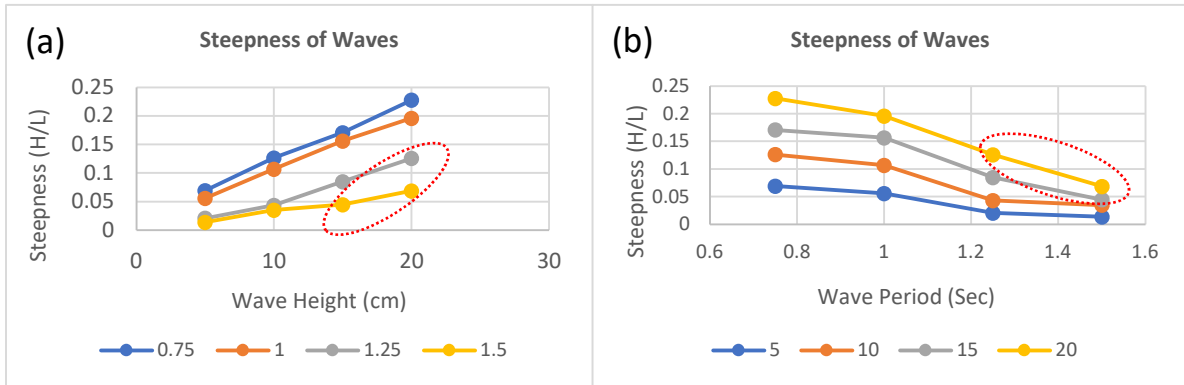 (a)
Steepness of Waves
Steepness (H/L)
0.25
0.2
0.15
0.1
0.05
0
0 10 20 30
Wave Height (cm)
0.75 1 1.25 1.5
(b)
Steepness of Waves
Steepness (H/L)
0.25
0.2
0.15
0.1
0.05
0
0.6 0.8 1 1.2 1.4 1.6
Wave Period (Sec)
5 10 15 20